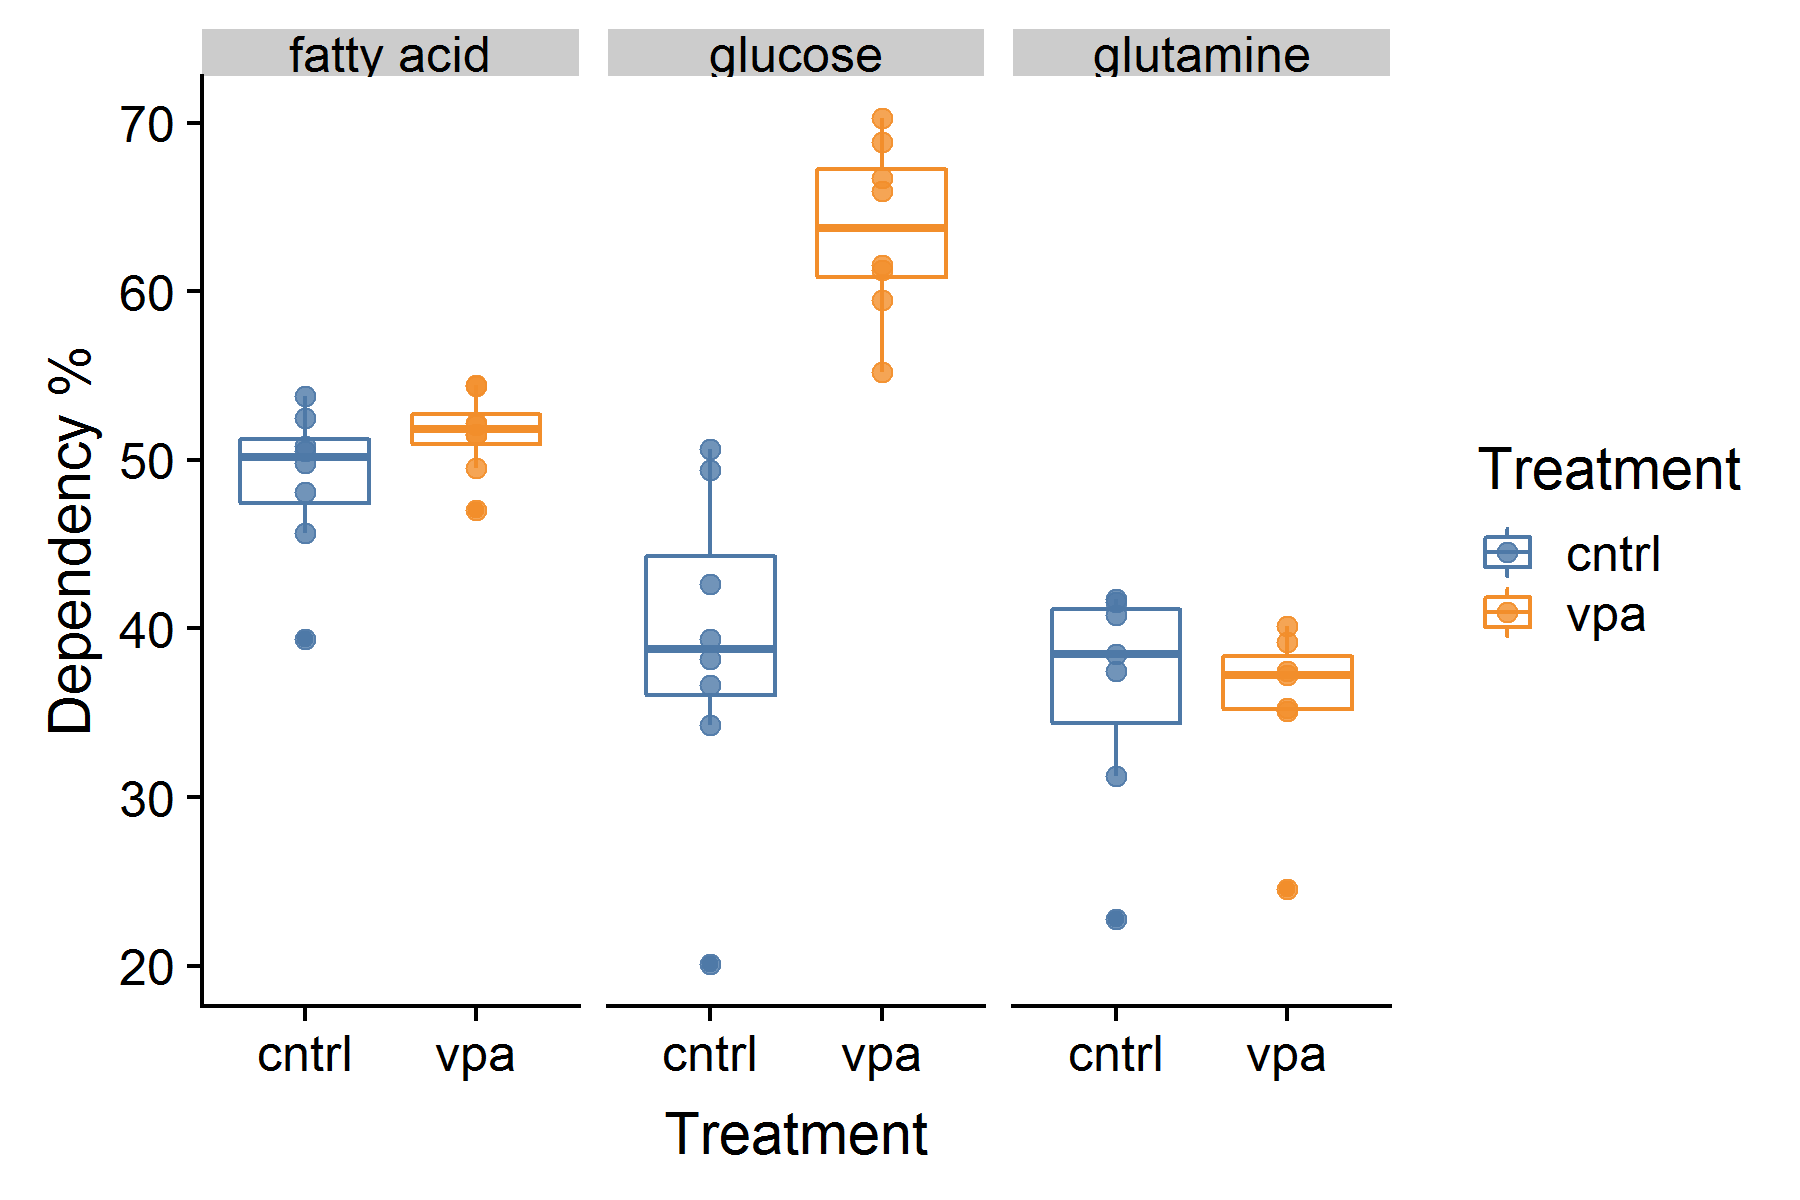 fatty acid
glucose
glutamine
70
60
50
40
30
20
Dependency %
cntrl
vpa
cntrl
vpa
cntrl
vpa
Treatment
Treatment
cntrl
vpa